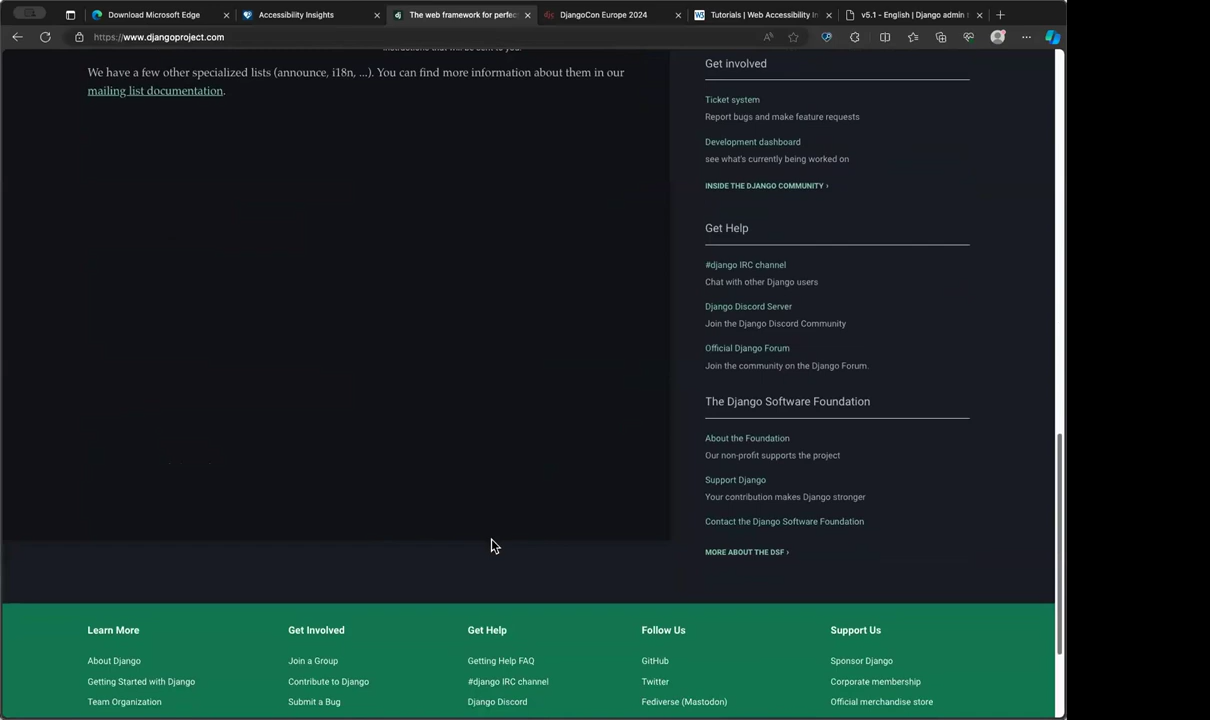 Download Microsoft Edge
Accessibility Insights
The web framework for perfec
DjangoCon Europe 2024
Tutorials | Web Accessibility In
v5.1 - English | Django admin
https://www.djangoproject.com
We have a few other specialized lists (announce, i18n, ...). You can find more information about them in our
mailing list documentation.
Get involved
Ticket system
Report bugs and make feature requests
Development dashboard
see what's currently being worked on
INSIDE THE DJANGO COMMUNITY ›
Get Help
#django IRC channel
Chat with other Django users
Django Discord Server
Join the Django Discord Community
Official Django Forum
Join the community on the Django Forum.
The Django Software Foundation
About the Foundation
Our non-profit supports the project
Support Django
Your contribution makes Django stronger
Contact the Django Software Foundation
MORE ABOUT THE DSF ›
Learn More
About Django
Getting Started with Django
Team Organization
Get Involved
Join a Group
Contribute to Django
Submit a Bug
Get Help
Getting Help FAQ
#django IRC channel
Django Discord
Follow Us
GitHub
Twitter
Fediverse (Mastodon)
Support Us
Sponsor Django
Corporate membership
Official merchandise store